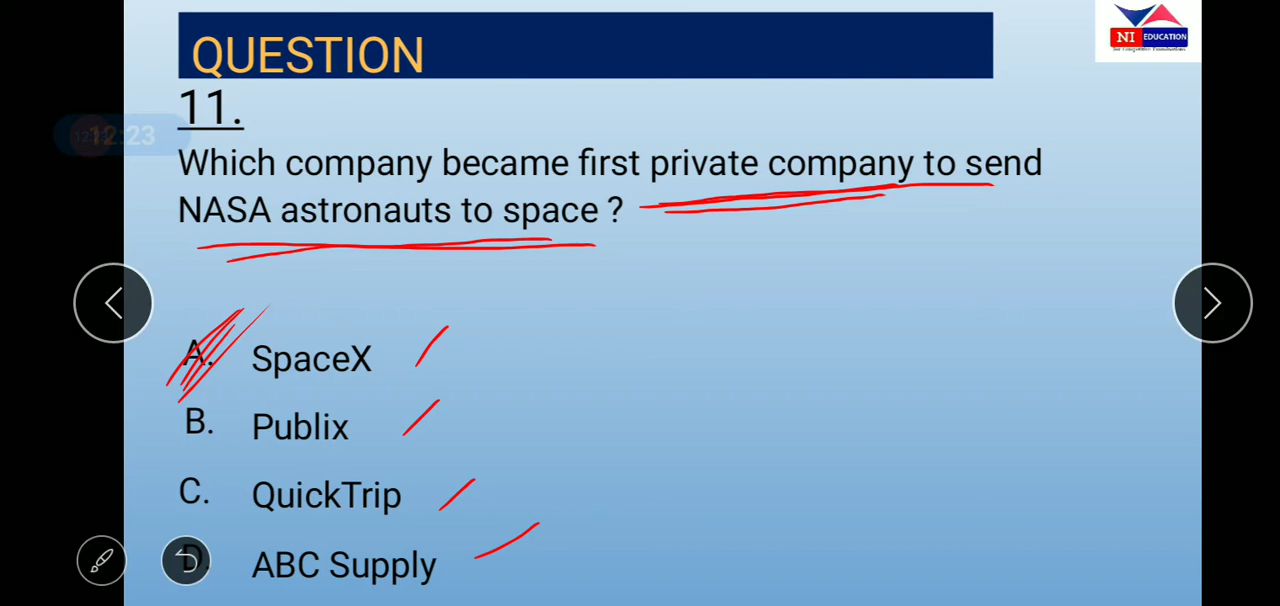 QUESTION
NI EDUCATION
11.
12:23
Which company became first private company to send
NASA astronauts to space ?
A. SpaceX
B. Publix
C. QuickTrip
D. ABC Supply